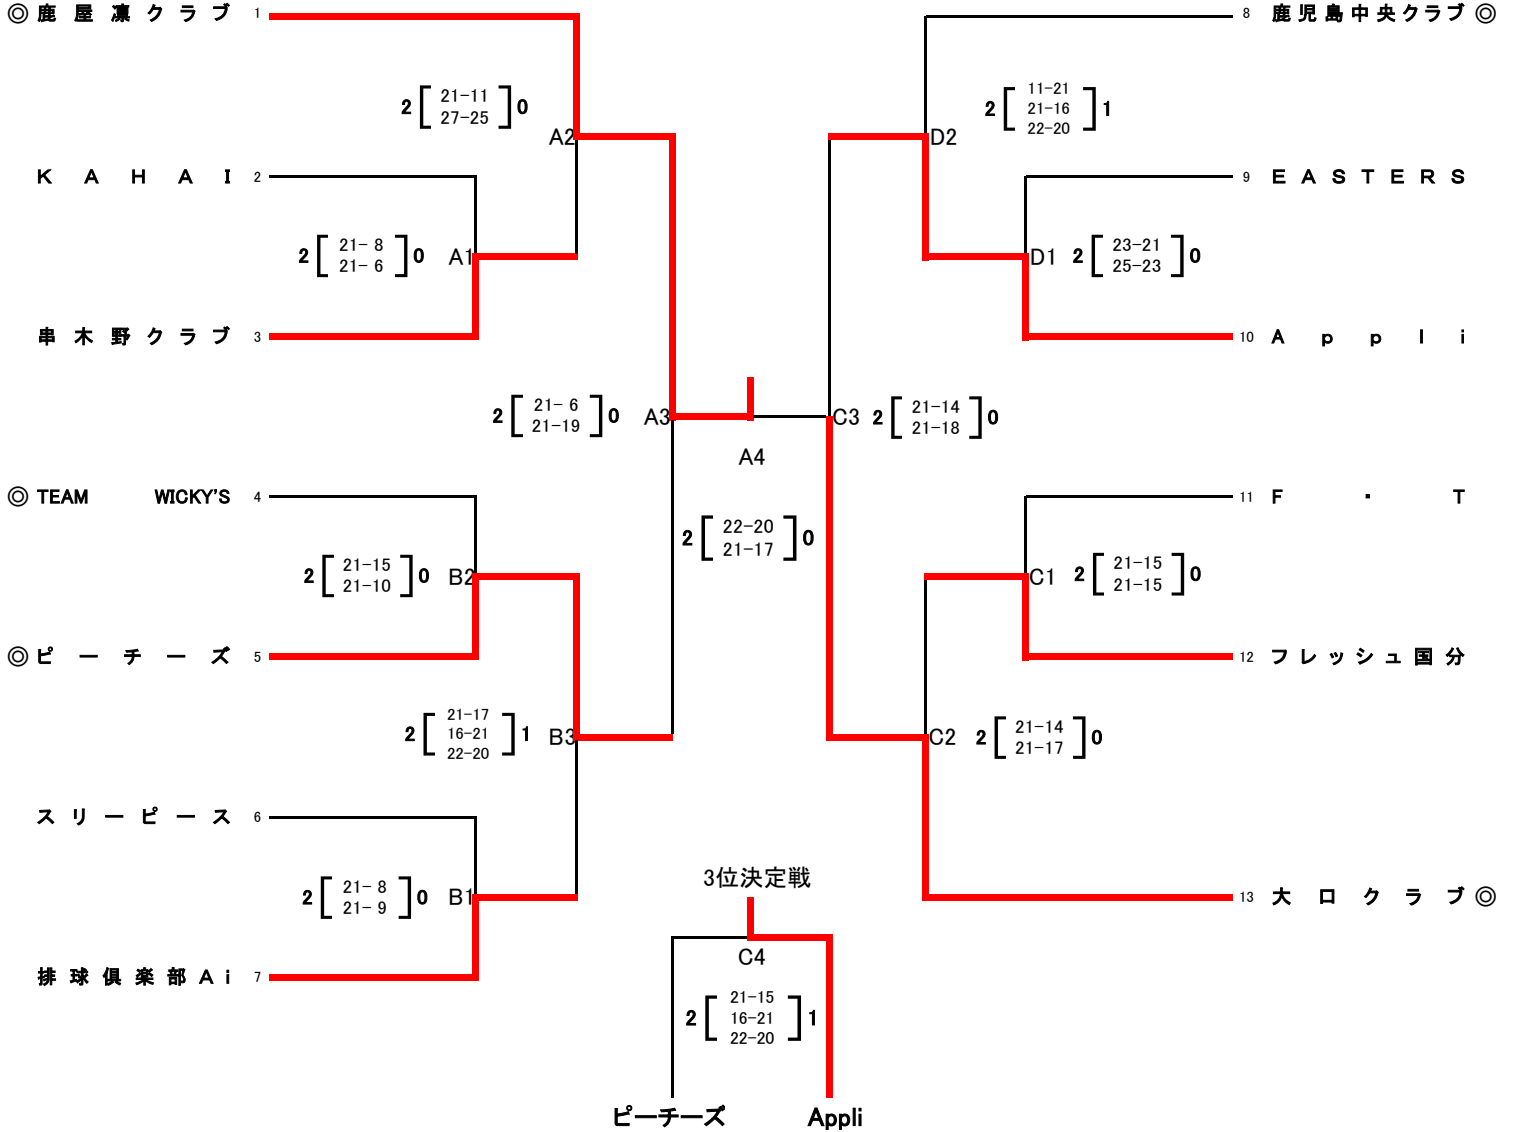 ◎ 鹿屋凛クラブ 1
8 鹿児島中央クラブ ◎
2 [ 21-11 27-25 ] 0
A2
D2
2 [ 11-21 21-16 22-20 ] 1
KAHAI 2
9 EASTERS
2 [ 21- 8 21- 6 ] 0
A1
D1
2 [ 23-21 25-23 ] 0
串木野クラブ 3
10 Appli
2 [ 21- 6 21-19 ] 0
A3
C3
2 [ 21-14 21-18 ] 0
A4
◎ TEAM WICKY'S 4
11 F・T
2 [ 22-20 21-17 ] 0
2 [ 21-15 21-10 ] 0
B2
C1
2 [ 21-15 21-15 ] 0
◎ ピーチーズ 5
12 フレッシュ国分
2 [ 21-17 16-21 22-20 ] 1
B3
C2
2 [ 21-14 21-17 ] 0
スリーピース 6
2 [ 21- 8 21- 9 ] 0
B1
3位決定戦
13 大口クラブ ◎
排球倶楽部Ai 7
C4
2 [ 21-15 16-21 22-20 ] 1
ピーチーズ
Appli